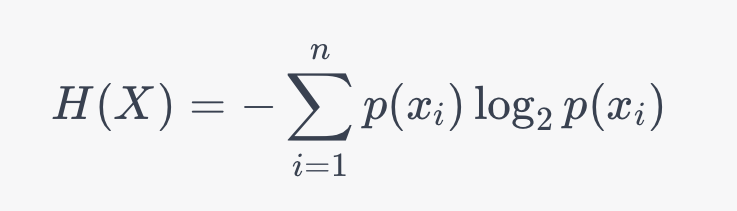 H(X) = − ∑_{i=1}^{n} p(x_i) log_2 p(x_i)